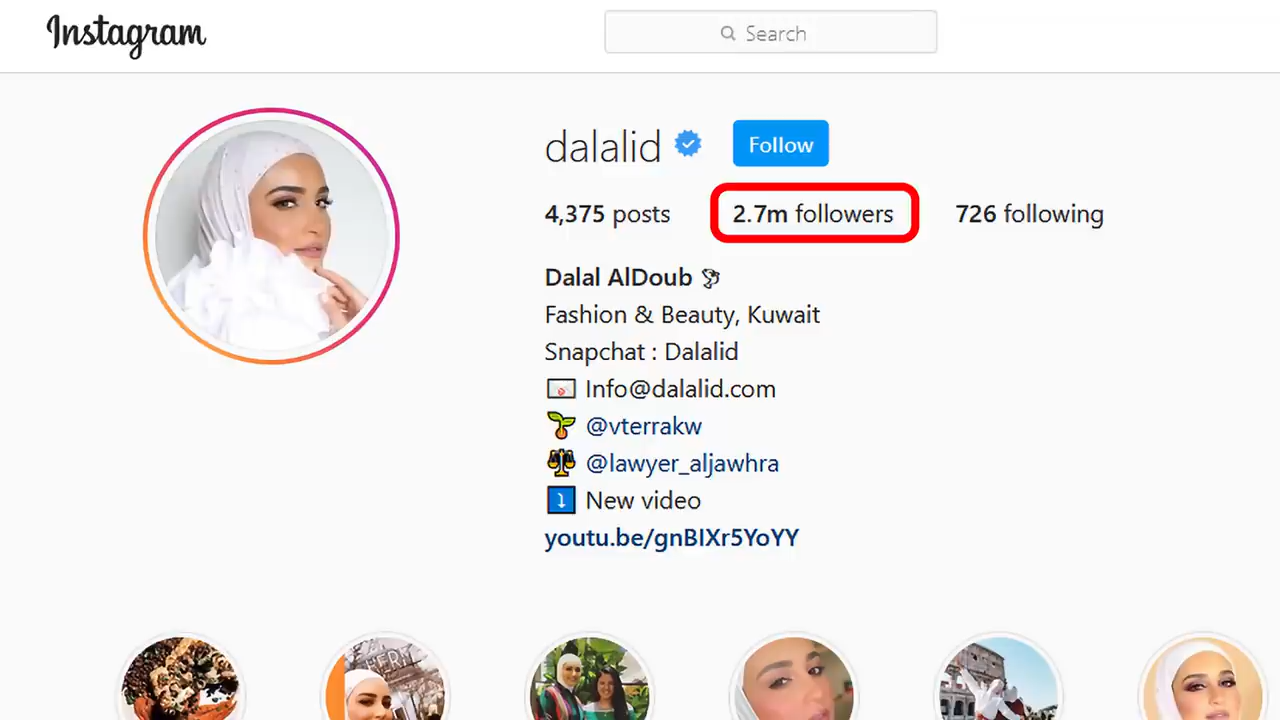 Instagram
Search
dalalid
Follow
4,375 posts
2.7m followers
726 following
Dalal AlDoub
Fashion & Beauty, Kuwait
Snapchat : Dalalid
Info@dalalid.com
@vterrakw
@lawyer_aljawhra
New video
youtu.be/gnBIXr5YoYY